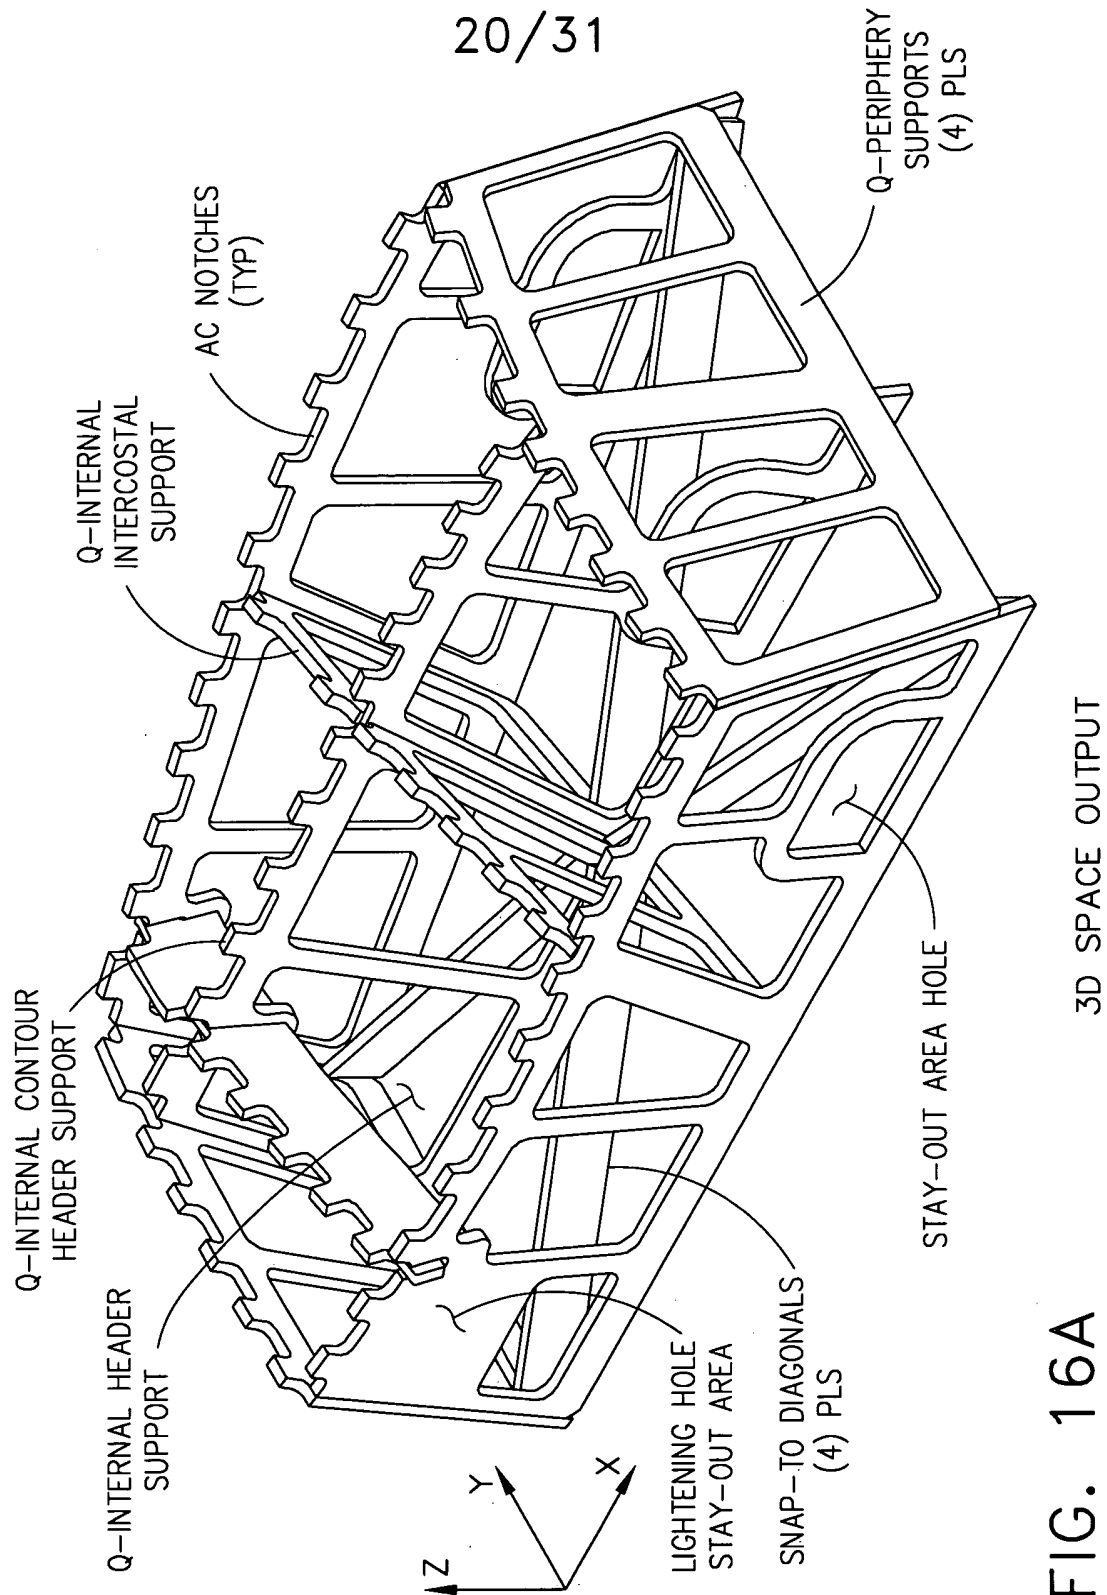 20/31
Q-INTERNAL CONTOUR
HEADER SUPPORT
Q-INTERNAL HEADER
SUPPORT
Q-INTERNAL
INTERCOSTAL
SUPPORT
AC NOTCHES
(TYP)
Q-PERIPHERY
SUPPORTS
(4) PLS
Z
Y
X
LIGHTENING HOLE
STAY-OUT AREA
SNAP-TO DIAGONALS
(4) PLS
STAY-OUT AREA HOLE
3D SPACE OUTPUT
FIG. 16A